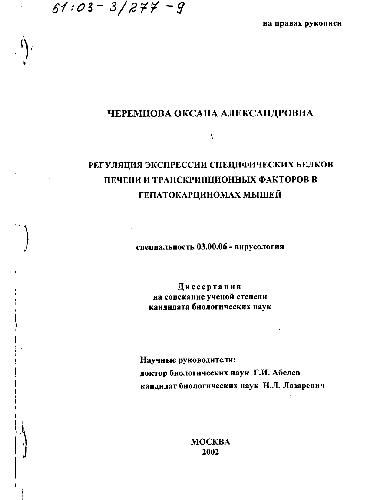 61:03-3/277-9
на правах рукописи
ЧЕРЕМНОВА ОКСАНА АЛЕКСАНДРОВНА
РЕГУЛЯЦИЯ ЭКСПРЕССИИ СПЕЦИФИЧЕСКИХ БЕЛКОВ
ПЕЧЕНИ И ТРАНСКРИПЦИОННЫХ ФАКТОРОВ В
ГЕПАТОКАРЦИНОМАХ МЫШЕЙ
специальность 03.00.06 - вирусология
Диссертация
на соискание ученой степени
кандидата биологических наук
Научные руководители:
доктор биологических наук Г.И. Абелев
кандидат биологических наук Н.Л. Лазаревич
МОСКВА
2002